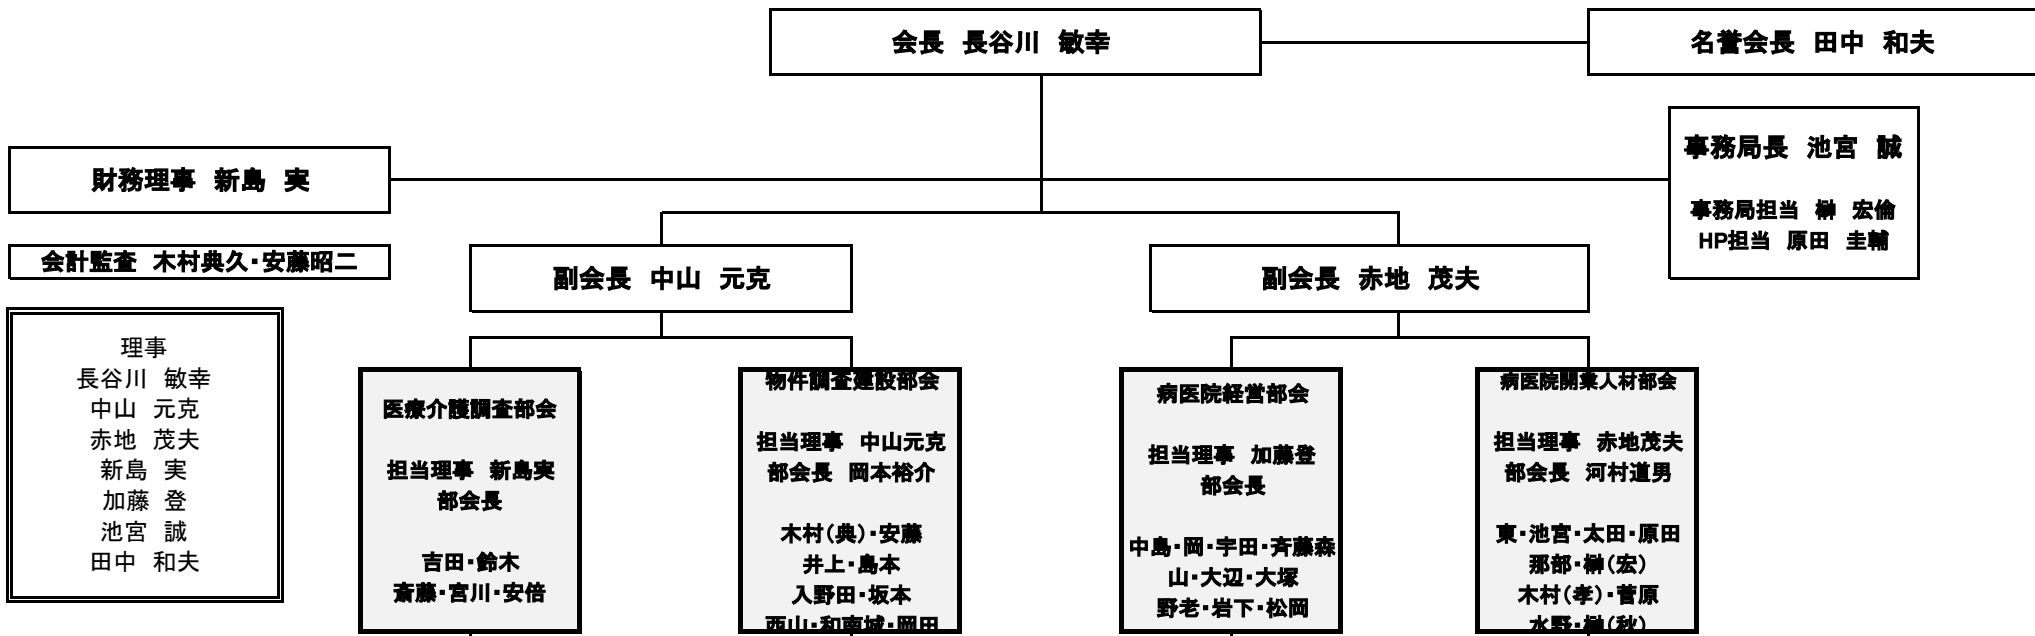 会長 長谷川 敏幸
名誉会長 田中 和夫
事務局長 池宮 誠
事務局担当 榊 宏倫
HP担当 原田 圭輔
財務理事 新島 実
会計監査 木村典久・安藤昭二
副会長 中山 元克
副会長 赤地 茂夫
理事
長谷川 敏幸
中山 元克
赤地 茂夫
新島 実
加藤 登
池宮 誠
田中 和夫
医療介護調査部会
担当理事 新島実
部会長
吉田・鈴木
斎藤・宮川・安倍
物件調査建設部会
担当理事 中山元克
部会長 岡本裕介
木村(典)・安藤
井上・島本
入野田・坂本
西山・和南城・岡田
病医院経営部会
担当理事 加藤登
部会長
中島・岡・宇田・斉藤森
山・大辺・大塚
野老・岩下・松岡
病医院開業人材部会
担当理事 赤地茂夫
部会長 河村道男
東・池宮・太田・原田
那部・榊(宏)
木村(孝)・菅原
水野・榊(秋)